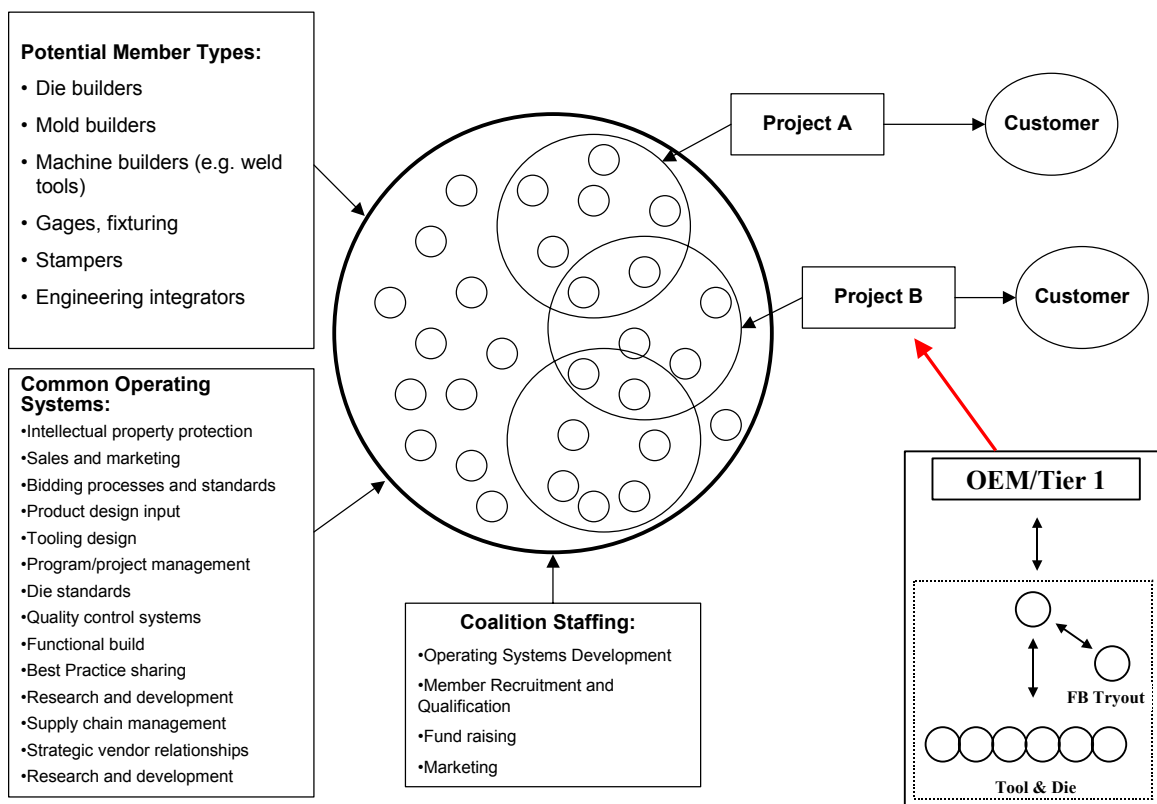 Potential Member Types:
• Die builders
• Mold builders
• Machine builders (e.g. weld
tools)
• Gages, fixturing
• Stampers
• Engineering integrators
Common Operating
Systems:
•Intellectual property protection
•Sales and marketing
•Bidding processes and standards
•Product design input
•Tooling design
•Program/project management
•Die standards
•Quality control systems
•Functional build
•Best Practice sharing
•Research and development
•Supply chain management
•Strategic vendor relationships
•Research and development
Coalition Staffing:
•Operating Systems Development
•Member Recruitment and
Qualification
•Fund raising
•Marketing
Project A
Customer
Project B
Customer
OEM/Tier 1
FB Tryout
Tool & Die